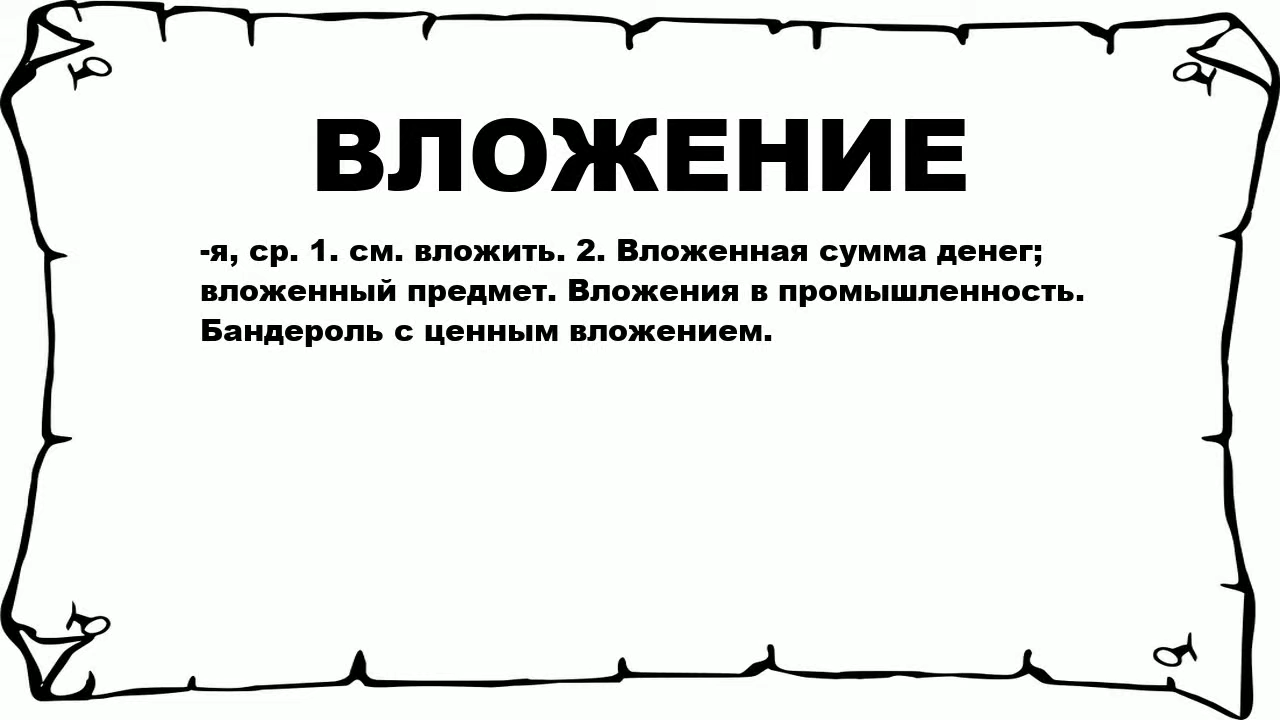 ВЛОЖЕНИЕ
-я, ср. 1. см. вложить. 2. Вложенная сумма денег;
вложенный предмет. Вложения в промышленность.
Бандероль с ценным вложением.